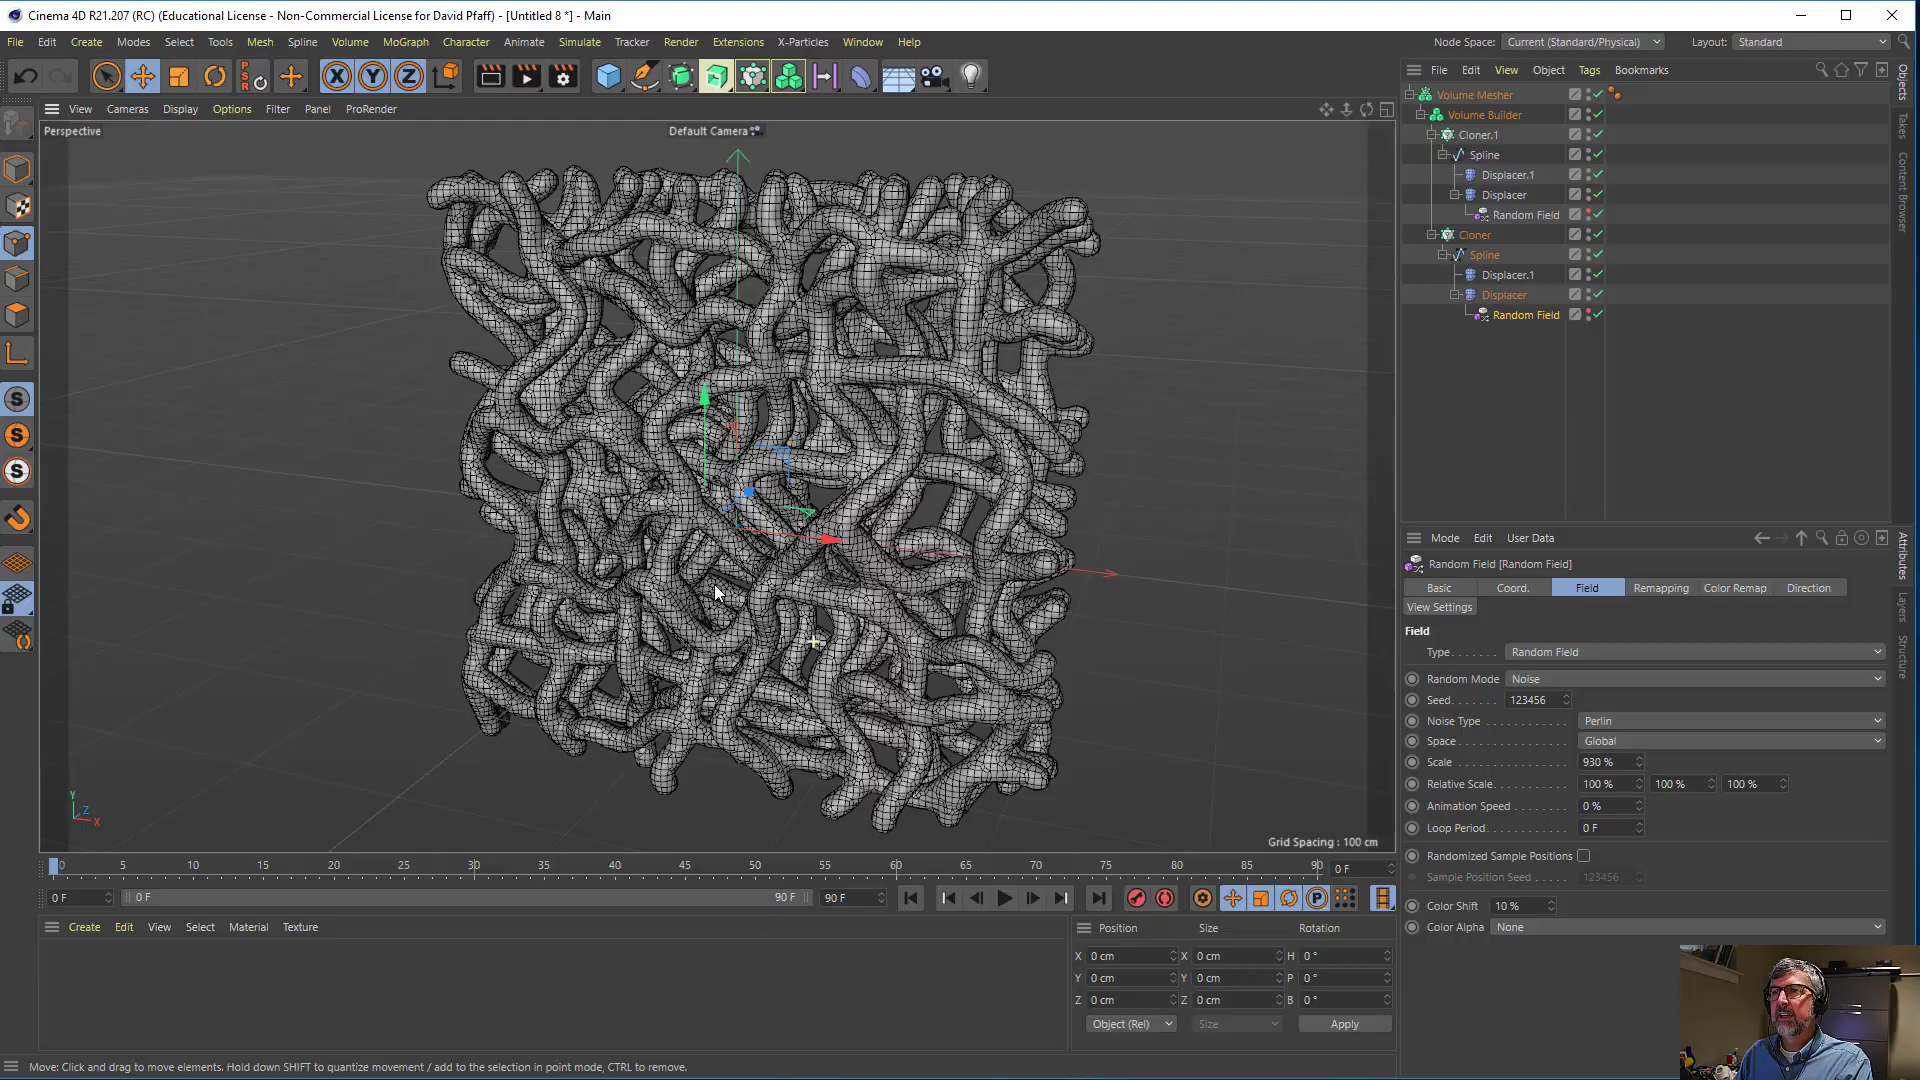 Cinema 4D R21.207 (RC) (Educational License - Non-Commercial License for David Pfaff) - [Untitled 8 *] - Main
File Edit Create Modes Select Tools Mesh Spline Volume MoGraph Character Animate Simulate Tracker Render Extensions X-Particles Window Help
Node Space: Current (Standard/Physical) Layout: Standard
File Edit View Object Tags Bookmarks
View Cameras Display Options Filter Panel ProRender
Perspective
Default Camera
Volume Mesher
Volume Builder
Cloner.1
Spline
Displacer.1
Displacer
Random Field
Cloner
Spline
Displacer.1
Displacer
Random Field
Objects
Takes
Content Browser
Mode Edit User Data
Random Field [Random Field]
Basic Coord. Field Remapping Color Remap Direction
View Settings
Field
Type Random Field
Random Mode Noise
Seed 123456
Noise Type Perlin
Space Global
Scale 930 %
Relative Scale 100 % 100 % 100 %
Animation Speed 0 %
Loop Period 0 F
Randomized Sample Positions
Sample Position Seed 123456
Color Shift 10 %
Color Alpha None
Attributes
Layers
Structure
Y
Z
X
Grid Spacing : 100 cm
0 5 10 15 20 25 30 35 40 45 50 55 60 65 70 75 80 85 90 0 F
0 F 0 F 90 F 90 F
Create Edit View Select Material Texture
Position Size Rotation
X 0 cm X 0 cm H 0 °
Y 0 cm Y 0 cm P 0 °
Z 0 cm Z 0 cm B 0 °
Object (Rel) Size Apply
Move: Click and drag to move elements. Hold down SHIFT to quantize movement / add to the selection in point mode, CTRL to remove.